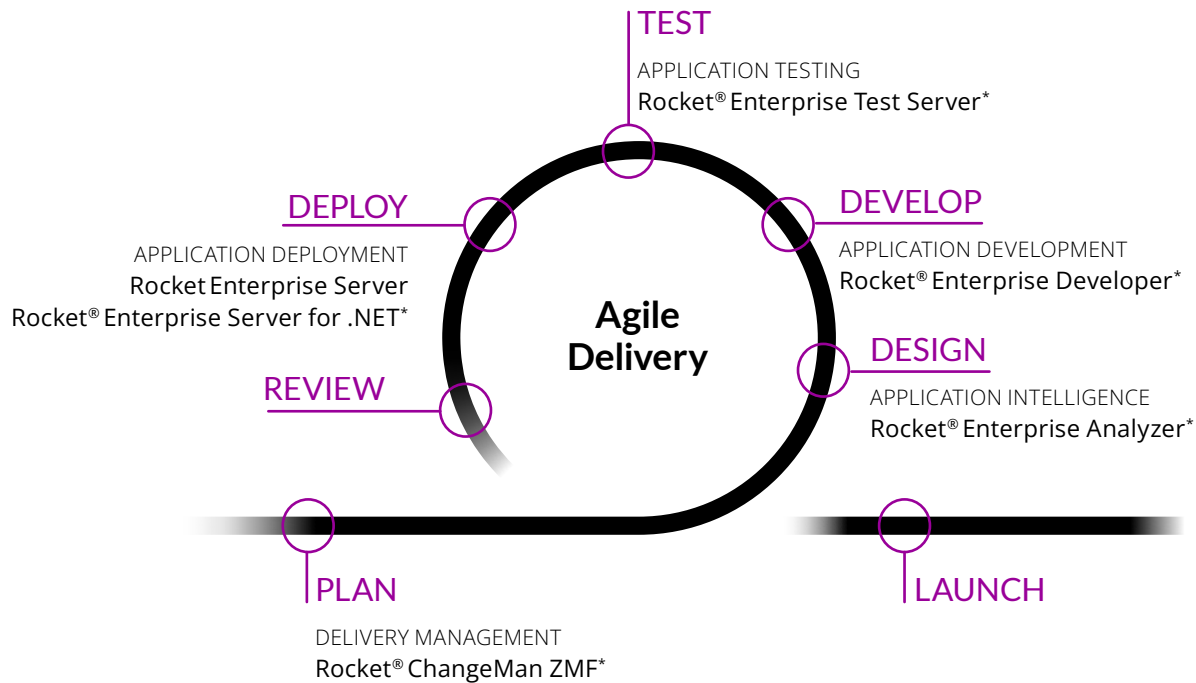 TEST
APPLICATION TESTING
Rocket® Enterprise Test Server*
DEPLOY
APPLICATION DEPLOYMENT
Rocket Enterprise Server
Rocket® Enterprise Server for .NET*
DEVELOP
APPLICATION DEVELOPMENT
Rocket® Enterprise Developer*
Agile
Delivery
DESIGN
APPLICATION INTELLIGENCE
Rocket® Enterprise Analyzer*
REVIEW
PLAN
DELIVERY MANAGEMENT
Rocket® ChangeMan ZMF*
LAUNCH